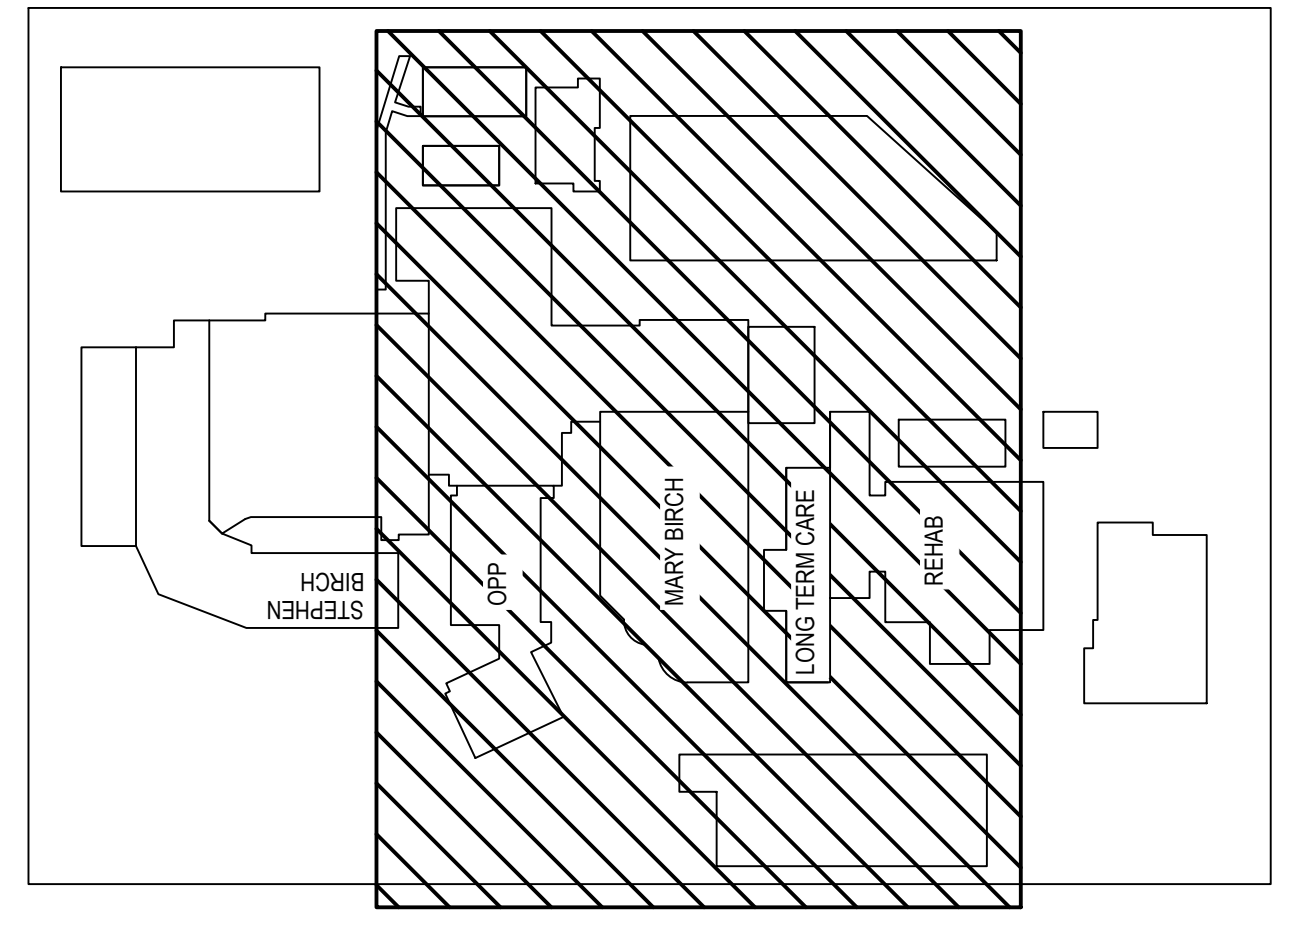 STEPHEN
BIRCH
OPP
MARY BIRCH
LONG TERM CARE
REHAB